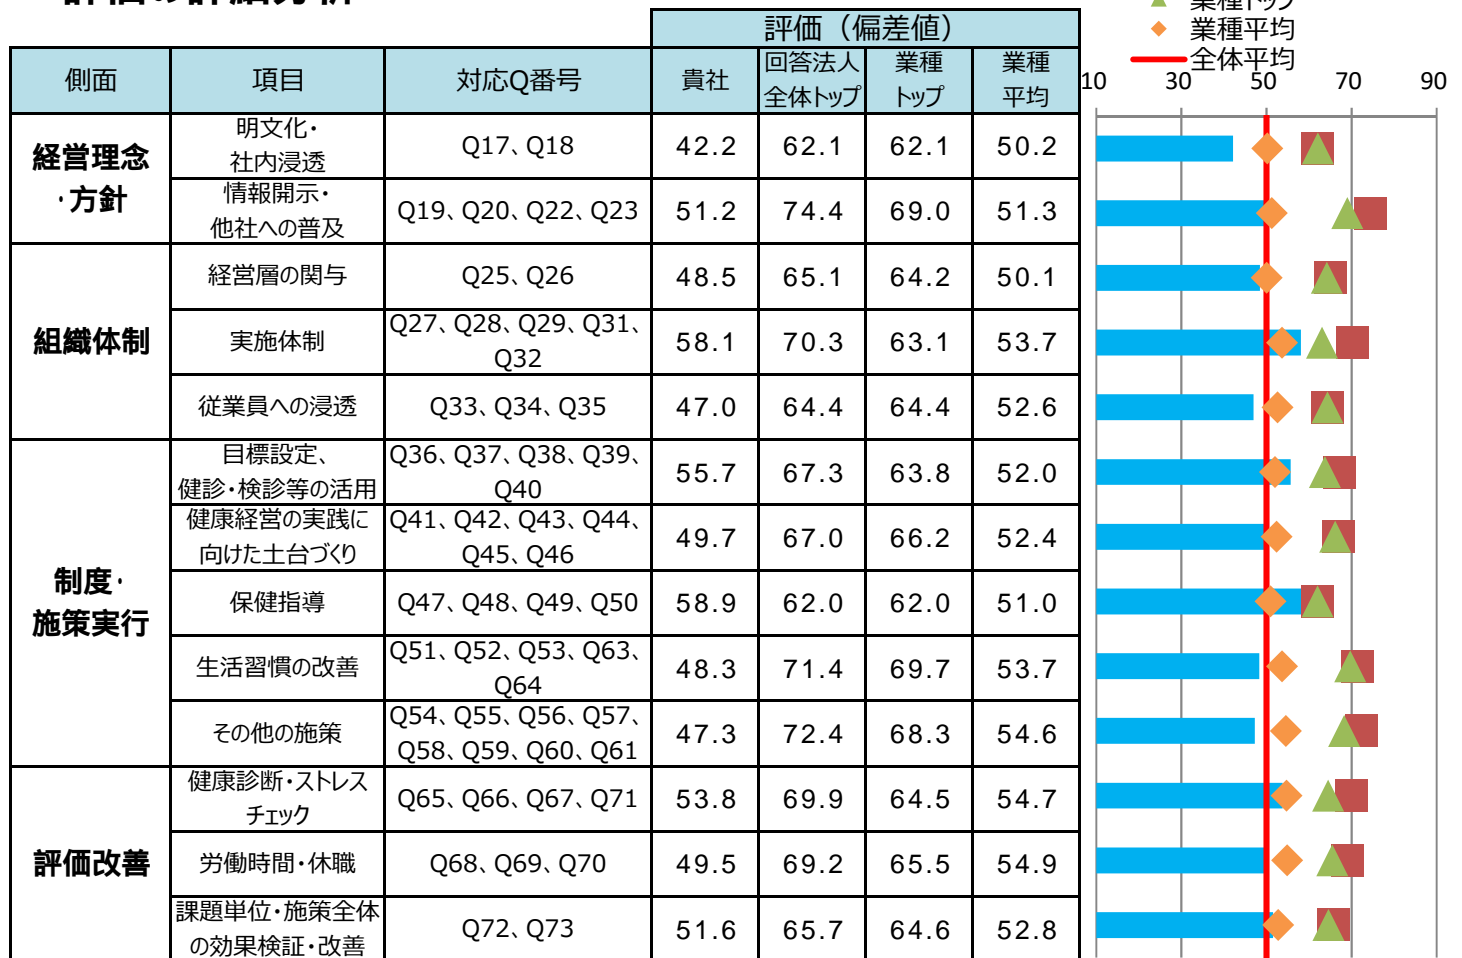 評価の詳細分析
業種トップ
業種平均
全体平均
評価（偏差値）
側面 項目 対応Q番号 貴社 回答法人 業種 業種
全体トップ トップ 平均
10 30 50 70 90
経営理念
・方針
明文化・
社内浸透
Q17、Q18 42.2 62.1 62.1 50.2
情報開示・
他社への普及
Q19、Q20、Q22、Q23 51.2 74.4 69.0 51.3
組織体制
経営層の関与 Q25、Q26 48.5 65.1 64.2 50.1
実施体制
Q27、Q28、Q29、Q31、
Q32
58.1 70.3 63.1 53.7
従業員への浸透 Q33、Q34、Q35 47.0 64.4 64.4 52.6
制度・
施策実行
目標設定、
健診・検診等の活用
Q36、Q37、Q38、Q39、
Q40
55.7 67.3 63.8 52.0
健康経営の実践に
向けた土台づくり
Q41、Q42、Q43、Q44、
Q45、Q46
49.7 67.0 66.2 52.4
保健指導 Q47、Q48、Q49、Q50 58.9 62.0 62.0 51.0
生活習慣の改善
Q51、Q52、Q53、Q63、
Q64
48.3 71.4 69.7 53.7
その他の施策
Q54、Q55、Q56、Q57、
Q58、Q59、Q60、Q61
47.3 72.4 68.3 54.6
評価改善
健康診断・ストレス
チェック
Q65、Q66、Q67、Q71 53.8 69.9 64.5 54.7
労働時間・休職 Q68、Q69、Q70 49.5 69.2 65.5 54.9
課題単位・施策全体
の効果検証・改善
Q72、Q73 51.6 65.7 64.6 52.8